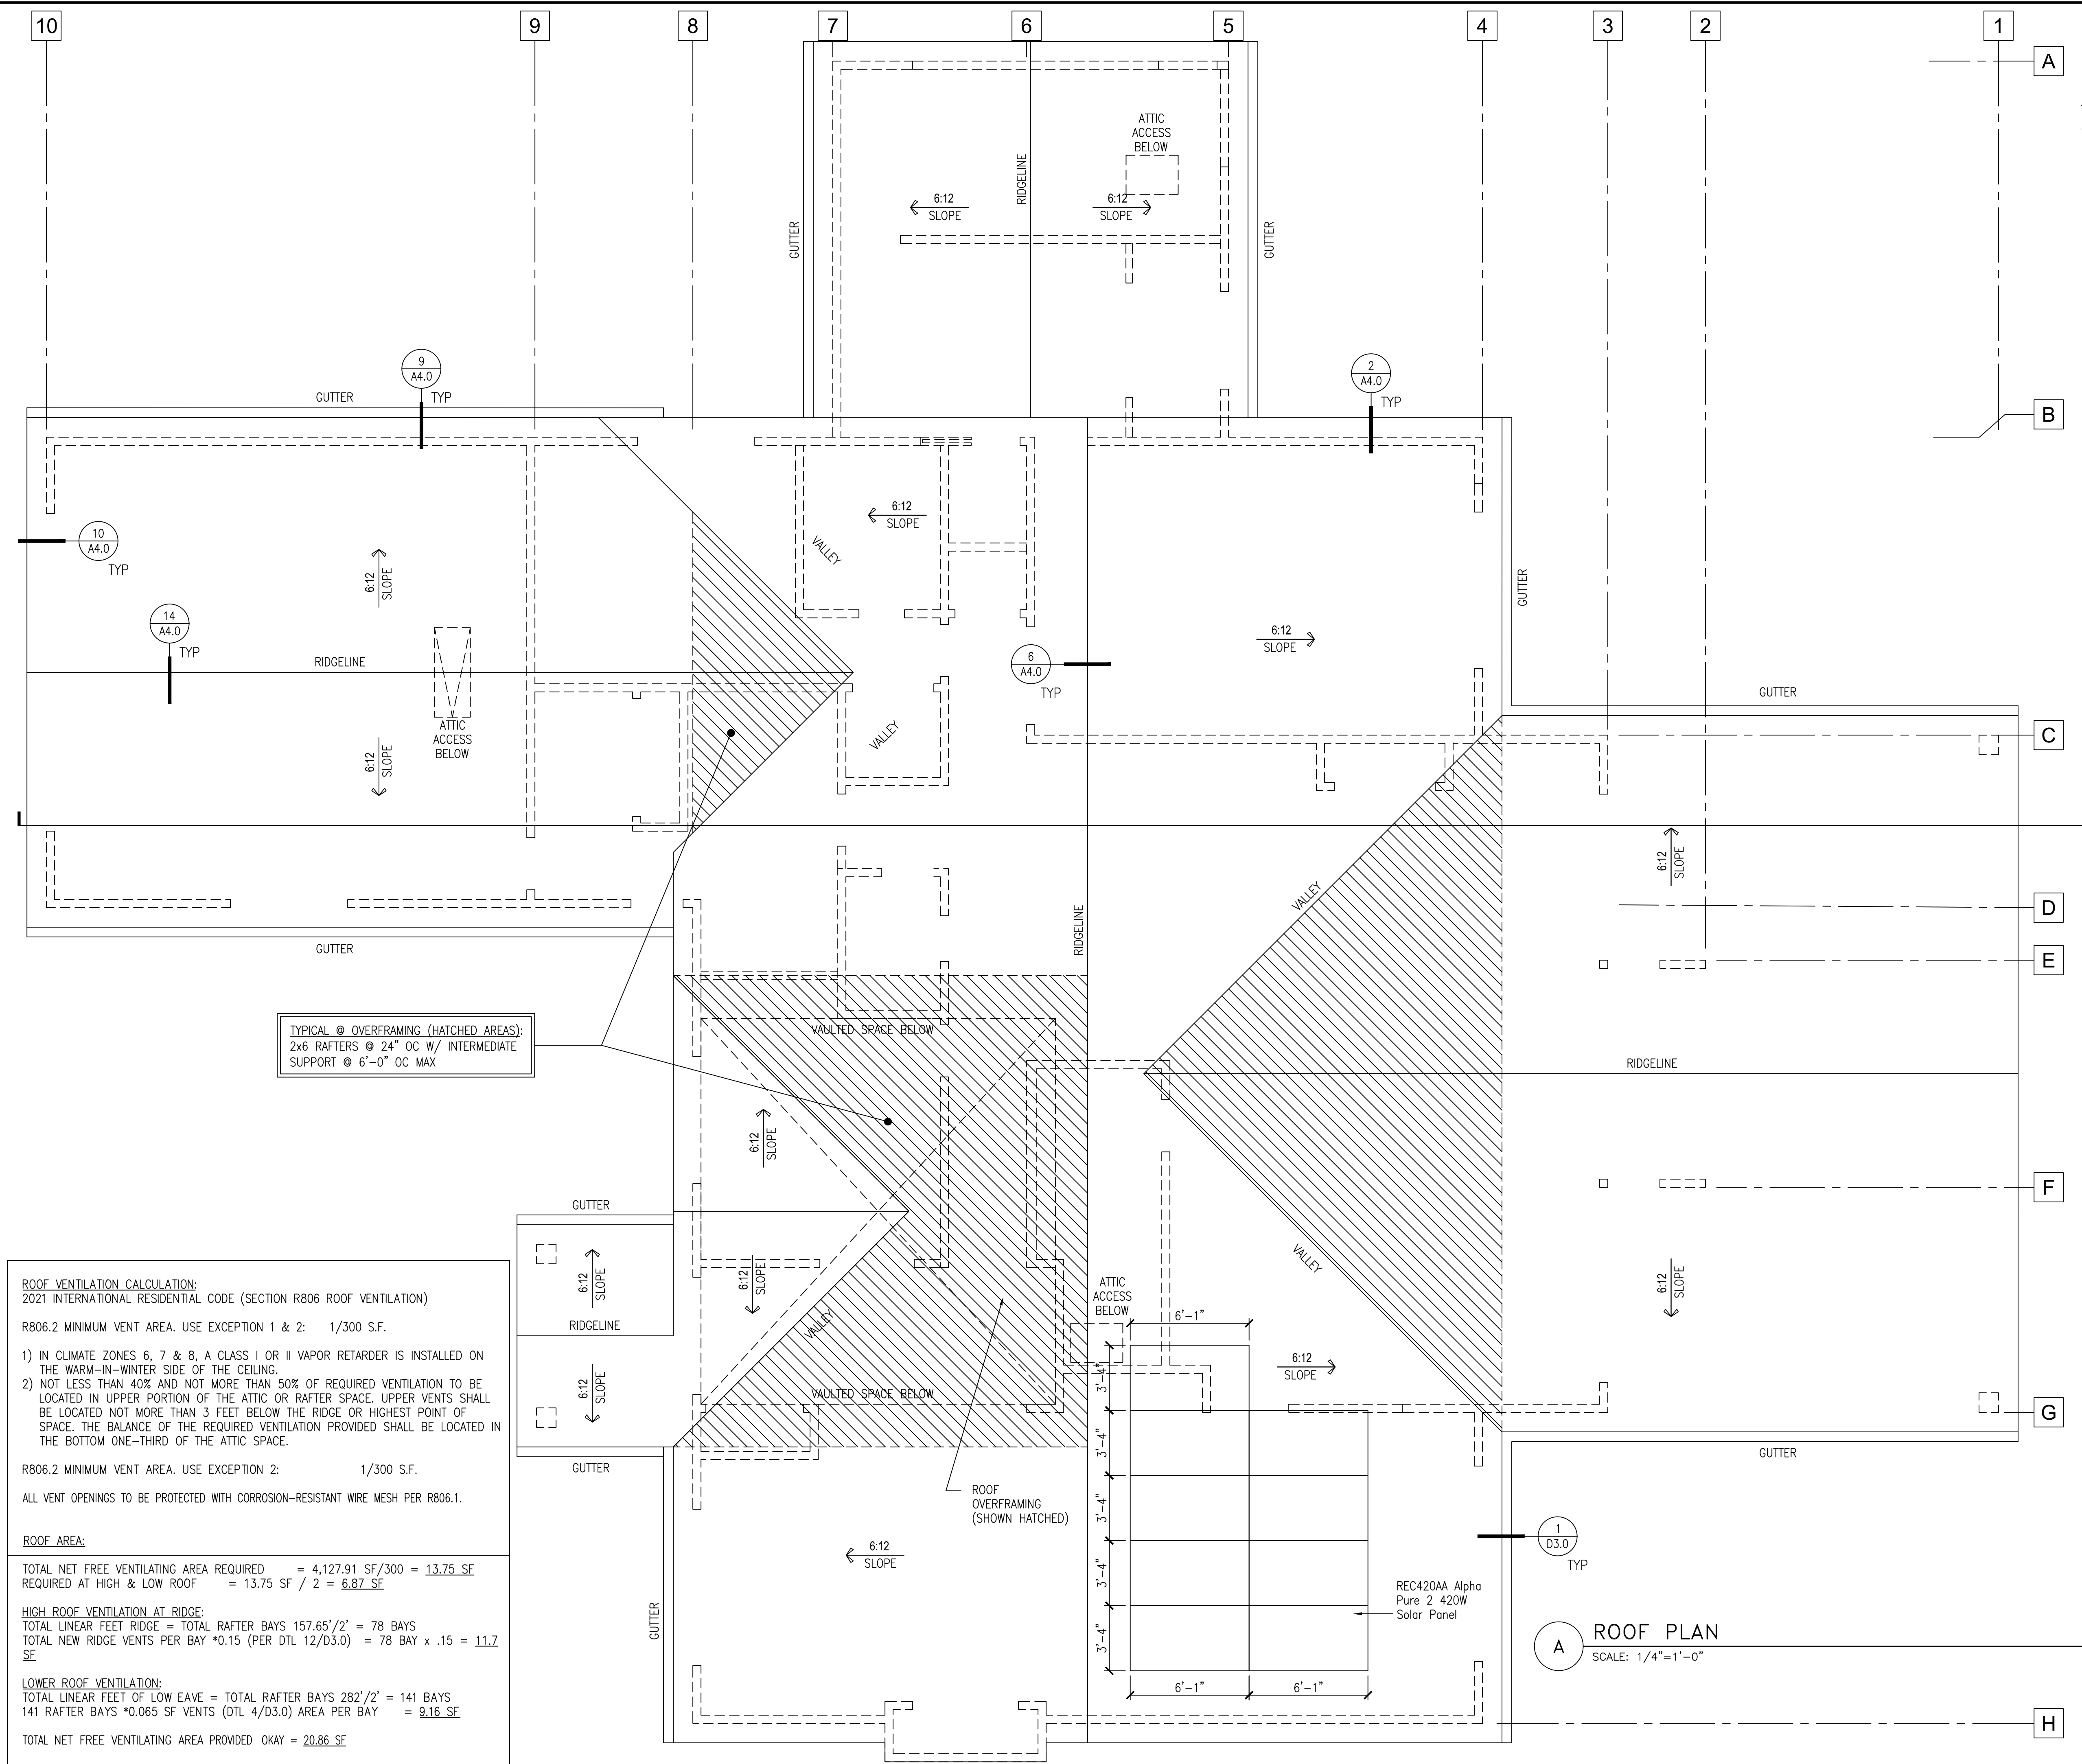 10
9
8
7
6
5
4
3
2
1
A
B
C
D
E
F
G
H
ATTIC
ACCESS
BELOW
RIDGELINE
6:12
SLOPE
6:12
SLOPE
GUTTER
GUTTER
9
A4.0
TYP
2
A4.0
TYP
GUTTER
10
A4.0
TYP
6:12
SLOPE
6:12
SLOPE
VALLEY
GUTTER
14
A4.0
TYP
RIDGELINE
6:12
SLOPE
6
A4.0
TYP
GUTTER
ATTIC
ACCESS
BELOW
6:12
SLOPE
VALLEY
6:12
SLOPE
VALLEY
RIDGELINE
GUTTER
TYPICAL @ OVERFRAMING (HATCHED AREAS):
2x6 RAFTERS @ 24" OC W/ INTERMEDIATE
SUPPORT @ 6'-0" OC MAX
VAULTED SPACE BELOW
RIDGELINE
6:12
SLOPE
GUTTER
6:12
SLOPE
6:12
SLOPE
RIDGELINE
6:12
SLOPE
VALLEY
VALLEY
6:12
SLOPE
ATTIC
ACCESS
BELOW
6'-1"
6:12
SLOPE
VAULTED SPACE BELOW
GUTTER
GUTTER
3'-4"
3'-4"
3'-4"
3'-4"
3'-4"
ROOF
OVERFRAMING
(SHOWN HATCHED)
6:12
SLOPE
GUTTER
1
D3.0
TYP
REC420AA Alpha
Pure 2 420W
Solar Panel
6'-1"
6'-1"
A
ROOF PLAN
SCALE: 1/4"=1'-0"
ROOF VENTILATION CALCULATION:
2021 INTERNATIONAL RESIDENTIAL CODE (SECTION R806 ROOF VENTILATION)
R806.2 MINIMUM VENT AREA. USE EXCEPTION 1 & 2: 1/300 S.F.
1) IN CLIMATE ZONES 6, 7 & 8, A CLASS I OR II VAPOR RETARDER IS INSTALLED ON
THE WARM-IN-WINTER SIDE OF THE CEILING.
2) NOT LESS THAN 40% AND NOT MORE THAN 50% OF REQUIRED VENTILATION TO BE
LOCATED IN UPPER PORTION OF THE ATTIC OR RAFTER SPACE. UPPER VENTS SHALL
BE LOCATED NOT MORE THAN 3 FEET BELOW THE RIDGE OR HIGHEST POINT OF
SPACE. THE BALANCE OF THE REQUIRED VENTILATION PROVIDED SHALL BE LOCATED IN
THE BOTTOM ONE-THIRD OF THE ATTIC SPACE.
R806.2 MINIMUM VENT AREA. USE EXCEPTION 2: 1/300 S.F.
ALL VENT OPENINGS TO BE PROTECTED WITH CORROSION-RESISTANT WIRE MESH PER R806.1.
ROOF AREA:
TOTAL NET FREE VENTILATING AREA REQUIRED = 4,127.91 SF/300 = 13.75 SF
REQUIRED AT HIGH & LOW ROOF = 13.75 SF / 2 = 6.87 SF
HIGH ROOF VENTILATION AT RIDGE:
TOTAL LINEAR FEET RIDGE = TOTAL RAFTER BAYS 157.65'/2' = 78 BAYS
TOTAL NEW RIDGE VENTS PER BAY *0.15 (PER DTL 12/D3.0) = 78 BAY x .15 = 11.7
SF
LOWER ROOF VENTILATION:
TOTAL LINEAR FEET OF LOW EAVE = TOTAL RAFTER BAYS 282'/2' = 141 BAYS
141 RAFTER BAYS *0.065 SF VENTS (DTL 4/D3.0) AREA PER BAY = 9.16 SF
TOTAL NET FREE VENTILATING AREA PROVIDED OKAY = 20.86 SF